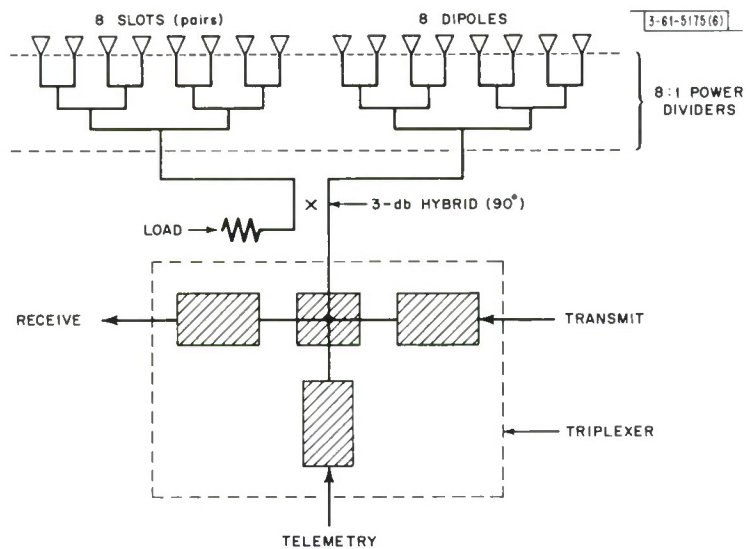 8 SLOTS (pairs)
8 DIPOLES
3-61-5175(6)
8:1 POWER
DIVIDERS
X
3-db HYBRID (90°)
LOAD
RECEIVE
TRANSMIT
TRIPLEXER
TELEMETRY